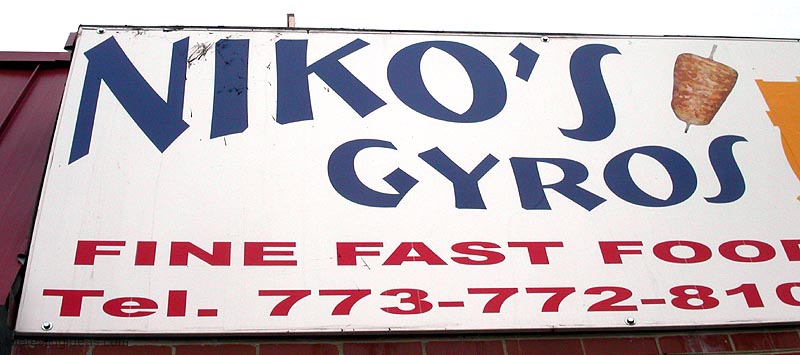 NIKO'S
GYROS
FINE FAST FOO
Tel. 773-772-810